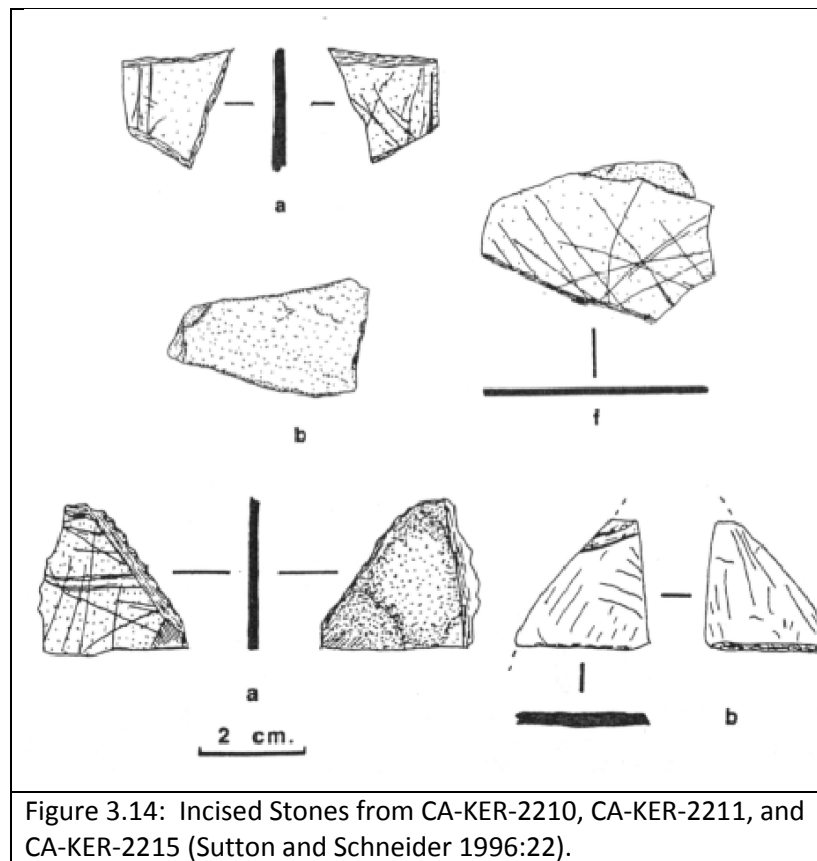 a
b
f
a
b
2 cm.
Figure 3.14: Incised Stones from CA-KER-2210, CA-KER-2211, and
CA-KER-2215 (Sutton and Schneider 1996:22).